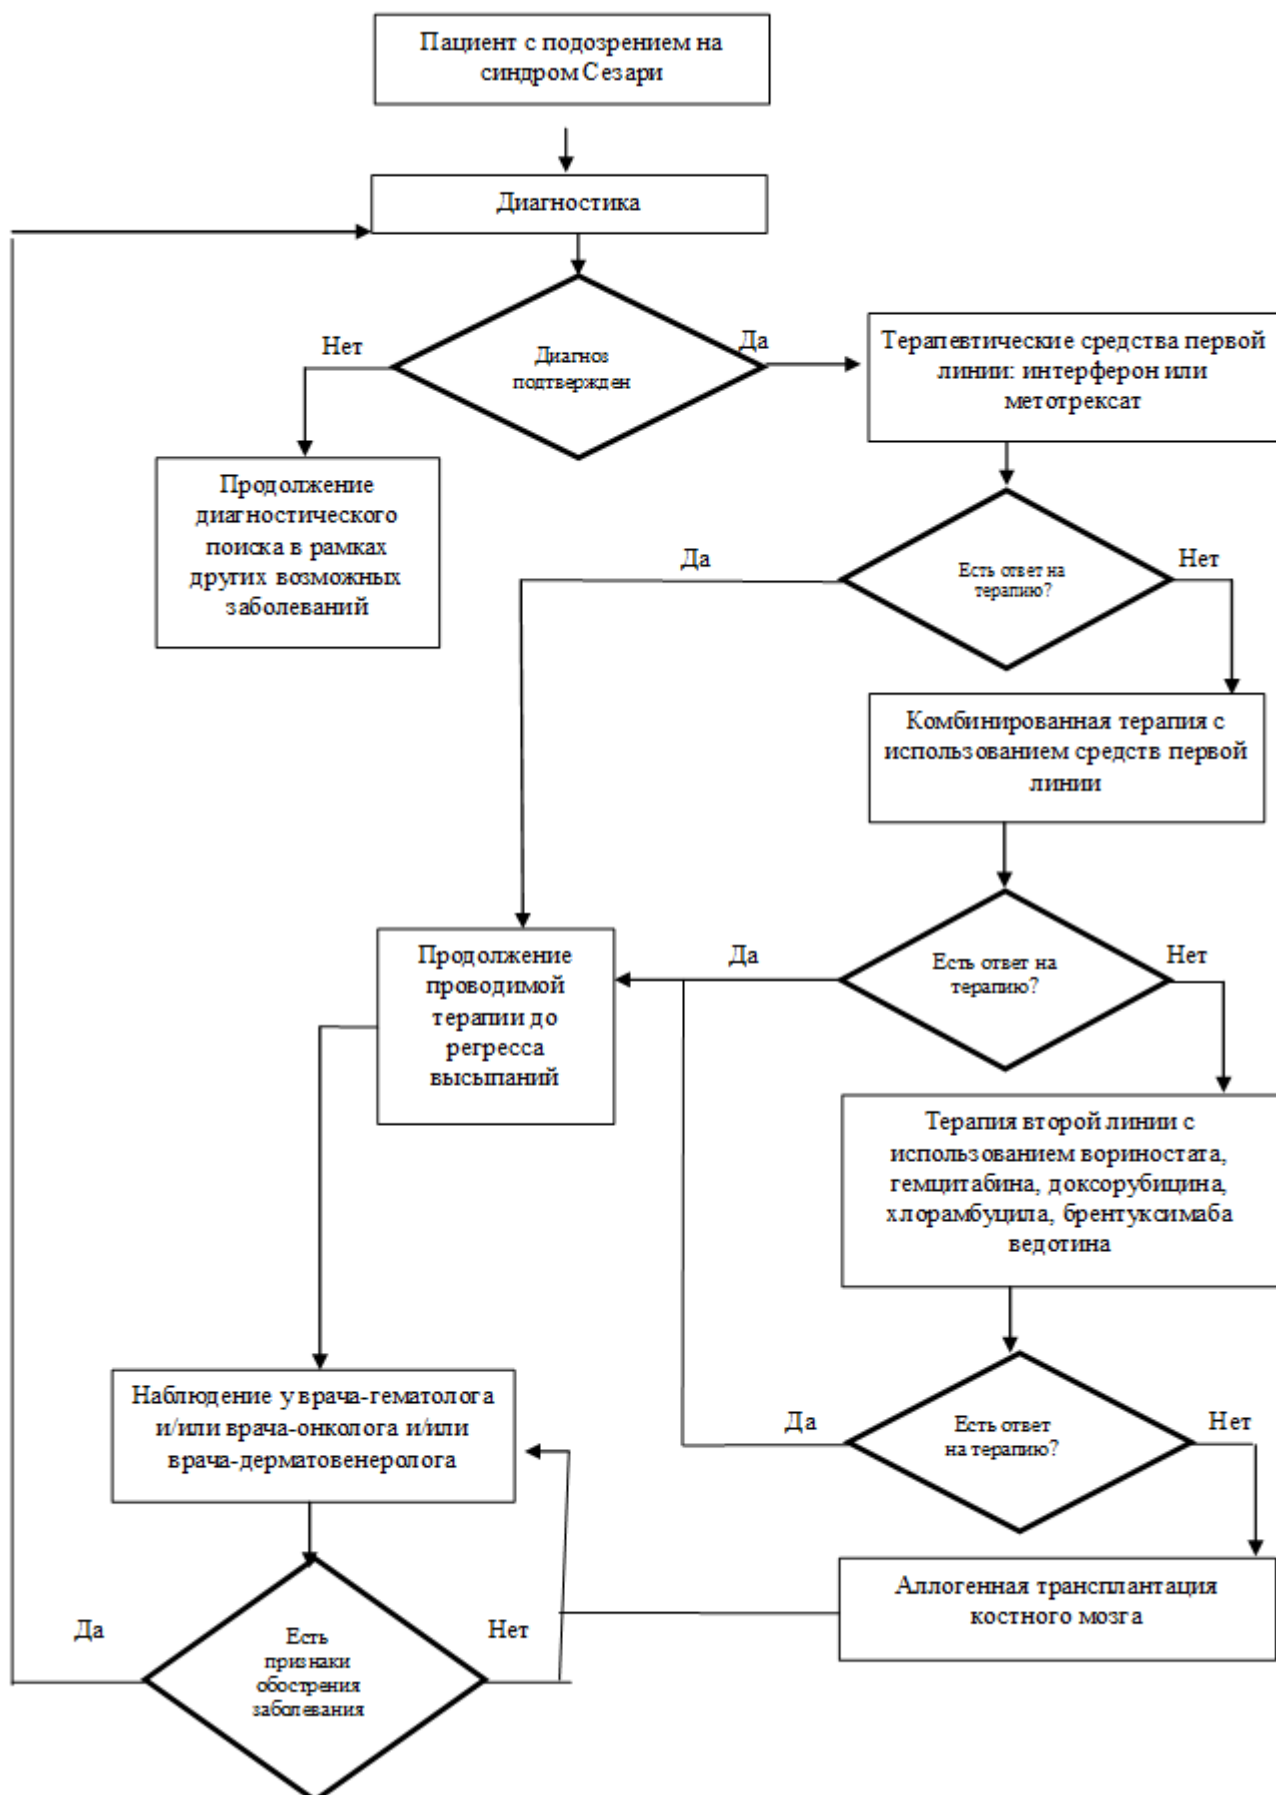 Пациент с подозрением на
синдром Сезари
Диагностика
Нет
Диагноз
подтвержден
Да
Терапевтические средства первой
линии: интерферон или
метотрексат
Продолжение
диагностического
поиска в рамках
других возможных
заболеваний
Да
Есть ответ на
терапию?
Нет
Комбинированная терапия с
использованием средств первой
линии
Продолжение
проводимой
терапии до
регресса
высыпаний
Да
Есть ответ на
терапию?
Нет
Терапия второй линии с
использованием вориностата,
гемцитабина, доксорубицина,
хлорамбуцила, брентуксимаба
ведотина
Наблюдение у врача-гематолога
и/или врача-онколога и/или
врача-дерматовенеролога
Да
Есть ответ
на терапию?
Нет
Аллогенная трансплантация
костного мозга
Да
Есть
признаки
обострения
заболевания
Нет